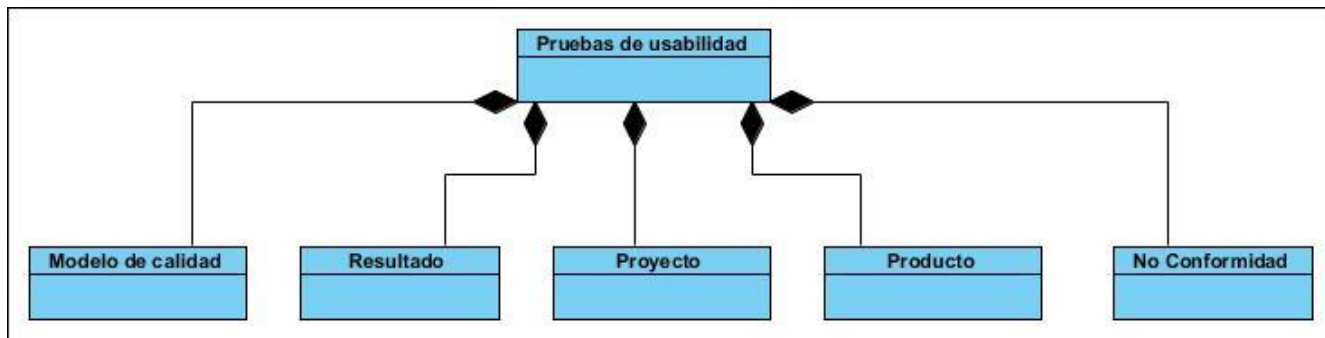 Pruebas de usabilidad
Modelo de calidad
Resultado
Proyecto
Producto
No Conformidad